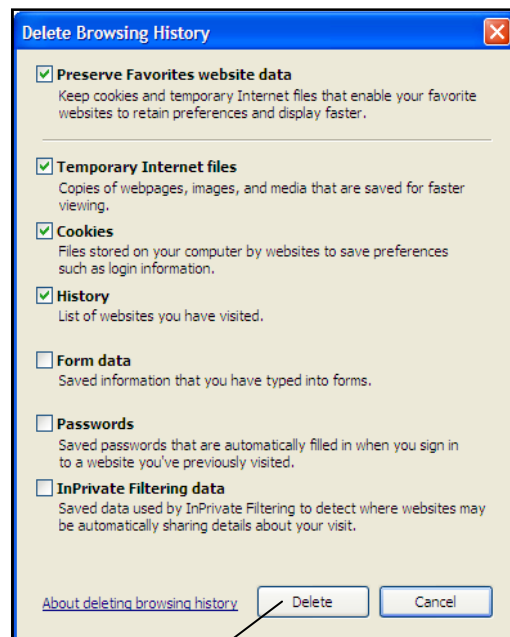 Delete Browsing History
Preserve Favorites website data
Keep cookies and temporary Internet files that enable your favorite
websites to retain preferences and display faster.
Temporary Internet files
Copies of webpages, images, and media that are saved for faster
viewing.
Cookies
Files stored on your computer by websites to save preferences
such as login information.
History
List of websites you have visited.
Form data
Saved information that you have typed into forms.
Passwords
Saved passwords that are automatically filled in when you sign in
to a website you've previously visited.
InPrivate Filtering data
Saved data used by InPrivate Filtering to detect where websites may
be automatically sharing details about your visit.
About deleting browsing history Delete Cancel